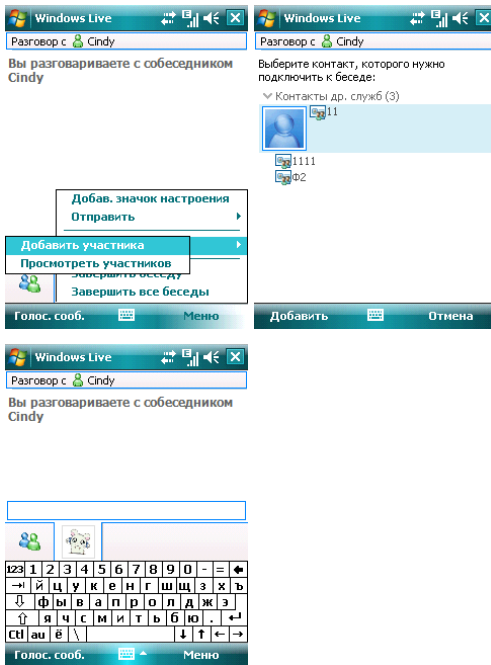 Windows Live
Разговор с Cindy
Вы разговариваете с собеседником
Cindy
Добав. значок настроения
Отправить
Добавить участника
Просмотреть участников
Завершить беседу
Завершить все беседы
Голос. сооб.
Меню
Windows Live
Разговор с Cindy
Выберите контакт, которого нужно
подключить к беседе:
Контакты др. служб (3)
11
1111
Ф2
Добавить
Отмена
Windows Live
Разговор с Cindy
Вы разговариваете с собеседником
Cindy
123 1 2 3 4 5 6 7 8 9 0 - =
й ц у к е н г ш щ з х ъ
ф ы в а п р о л д ж э
я ч с м и т ь б ю .
Ctl áü ё \
Голос. сооб.
Меню